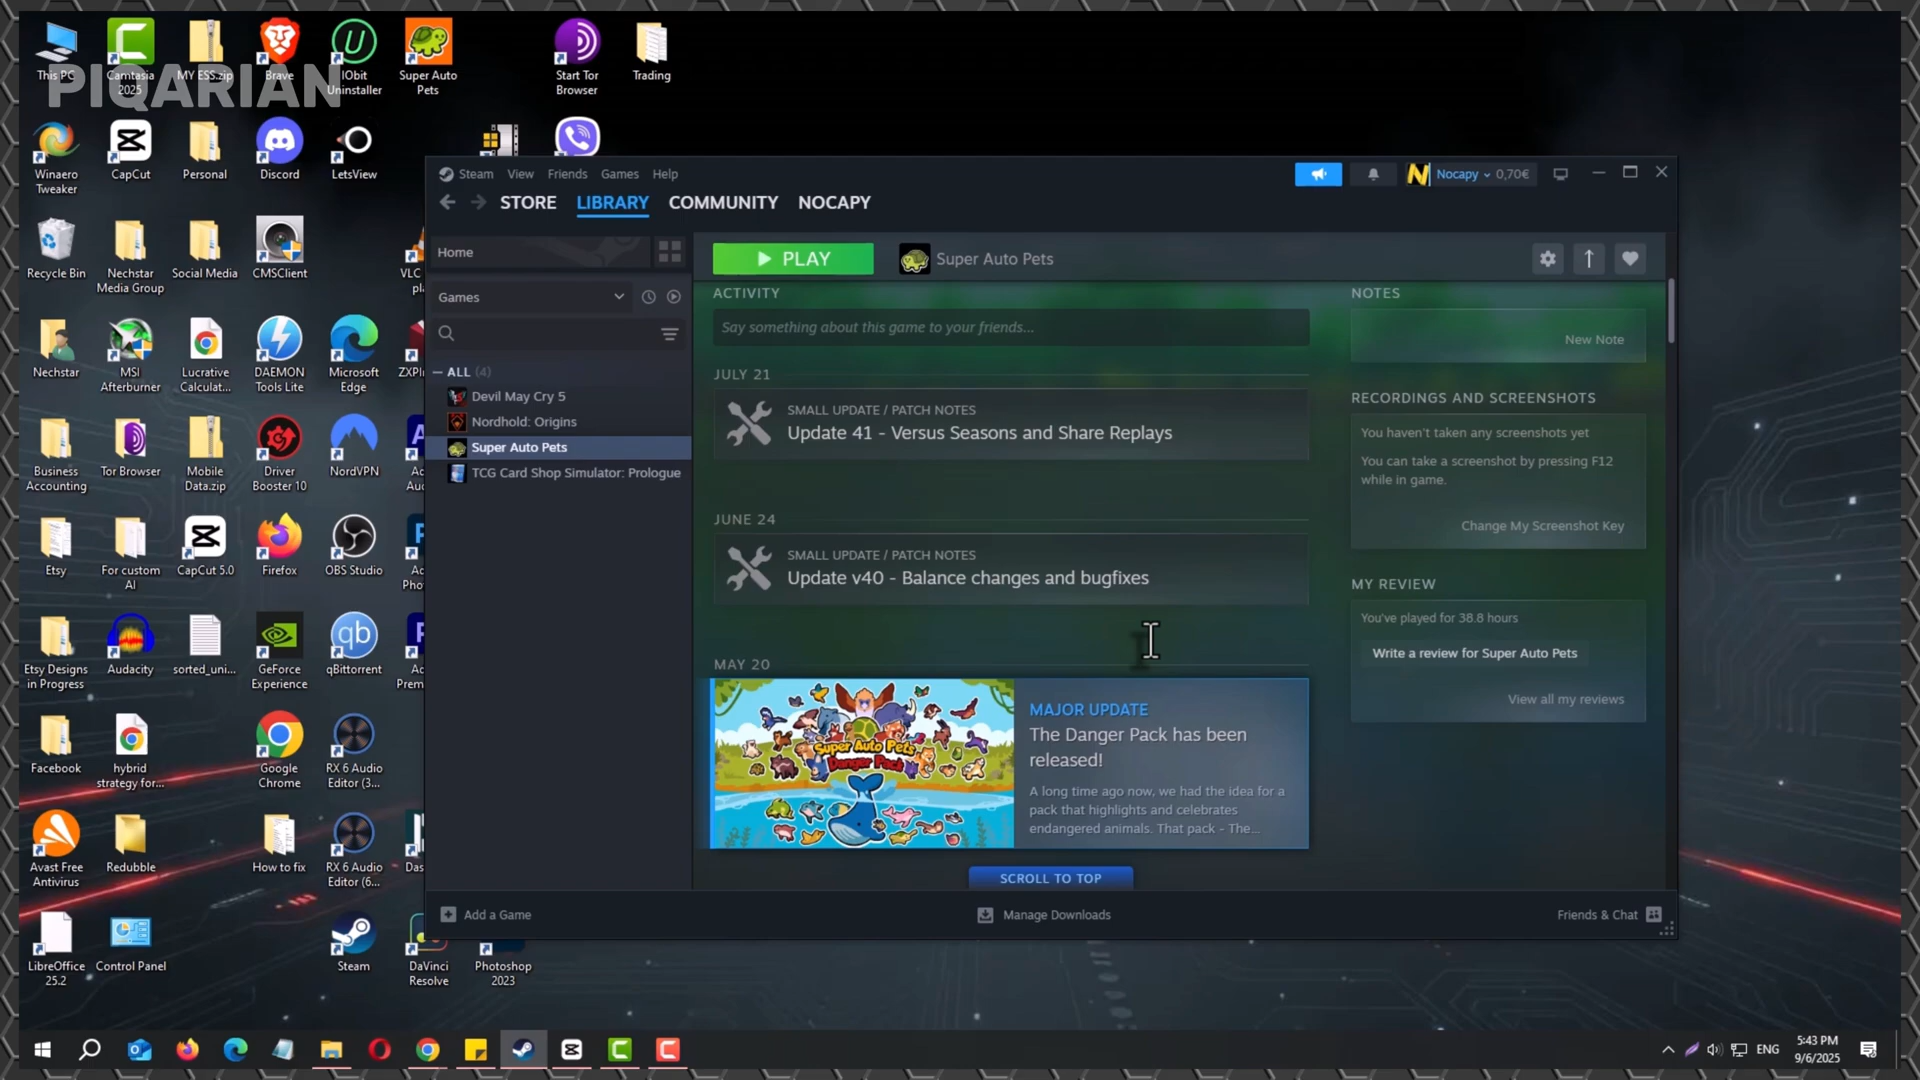 PIQARIAN
This PC
Camtasia
2025
MY ESS.zip
Brave
IObit
Uninstaller
Super Auto
Pets
Start Tor
Browser
Trading
Winaero
Tweaker
CapCut
Personal
Discord
LetsView
Recycle Bin
Nechstar
Media Group
Social Media
CMSClient
VLC
Nechstar
MSI
Afterburner
Lucrative
Calculat...
DAEMON
Tools Lite
Microsoft
Edge
Business
Accounting
Tor Browser
Mobile
Data.zip
Driver
Booster 10
NordVPN
Etsy
For custom
AI
CapCut 5.0
Firefox
OBS Studio
Etsy Designs
in Progress
Audacity
sorted_uni...
GeForce
Experience
qBittorrent
Facebook
hybrid
strategy for...
Google
Chrome
RX 6 Audio
Editor (3...
Avast Free
Antivirus
Redubble
How to fix
RX 6 Audio
Editor (6...
LibreOffice
25.2
Control Panel
Steam
DaVinci
Resolve
Photoshop
2023
Steam View Friends Games Help
Nocapy 0,70€
STORE LIBRARY COMMUNITY NOCAPY
Home
Games
ALL (4)
Devil May Cry 5
Nordhold: Origins
Super Auto Pets
TCG Card Shop Simulator: Prologue
PLAY
Super Auto Pets
ACTIVITY
Say something about this game to your friends...
JULY 21
SMALL UPDATE / PATCH NOTES
Update 41 - Versus Seasons and Share Replays
JUNE 24
SMALL UPDATE / PATCH NOTES
Update v40 - Balance changes and bugfixes
MAY 20
Super Auto Pets
Danger Pack
MAJOR UPDATE
The Danger Pack has been
released!
A long time ago now, we had the idea for a
pack that highlights and celebrates
endangered animals. That pack - The...
SCROLL TO TOP
NOTES
New Note
RECORDINGS AND SCREENSHOTS
You haven't taken any screenshots yet
You can take a screenshot by pressing F12
while in game.
Change My Screenshot Key
MY REVIEW
You've played for 38.8 hours
Write a review for Super Auto Pets
View all my reviews
Add a Game
Manage Downloads
Friends & Chat
ENG
5:43 PM
9/6/2025